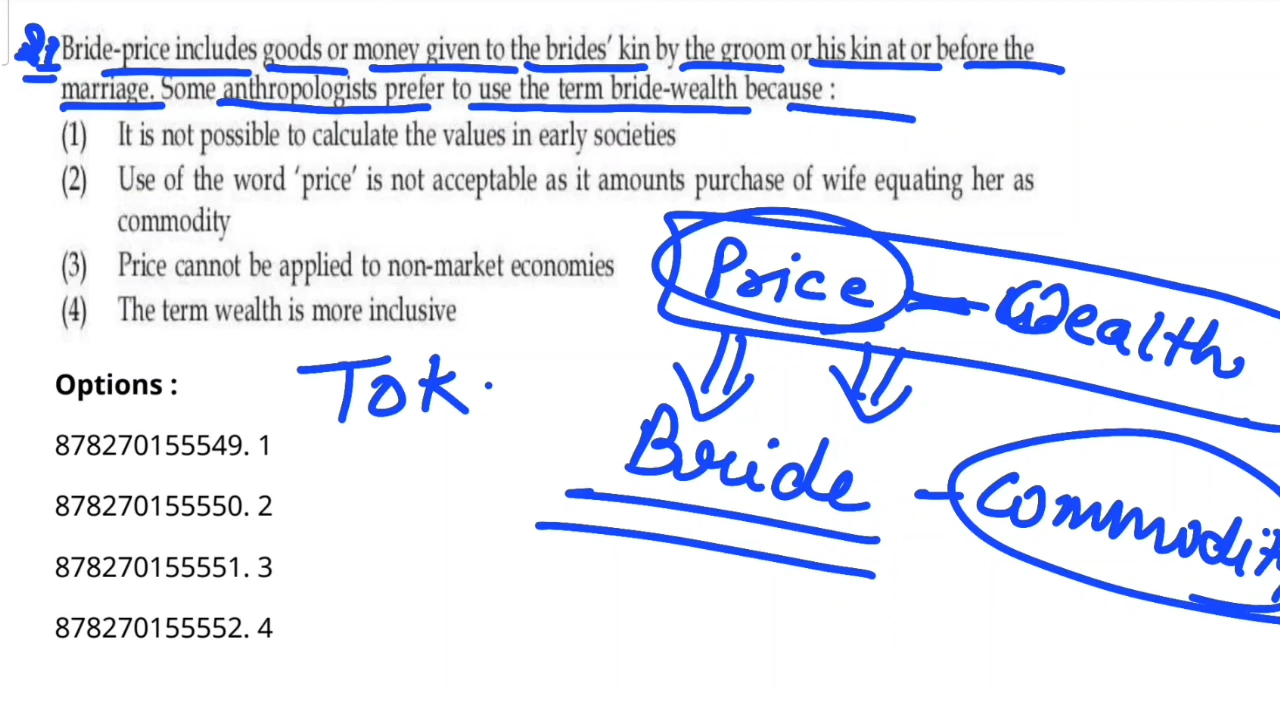 Q1 Bride-price includes goods or money given to the brides' kin by the groom or his kin at or before the
marriage. Some anthropologists prefer to use the term bride-wealth because :
(1) It is not possible to calculate the values in early societies
(2) Use of the word 'price' is not acceptable as it amounts purchase of wife equating her as
commodity
(3) Price cannot be applied to non-market economies
(4) The term wealth is more inclusive
Price — Wealth
Options :
TOK.
Bride - Commodity
878270155549. 1
878270155550. 2
878270155551. 3
878270155552. 4